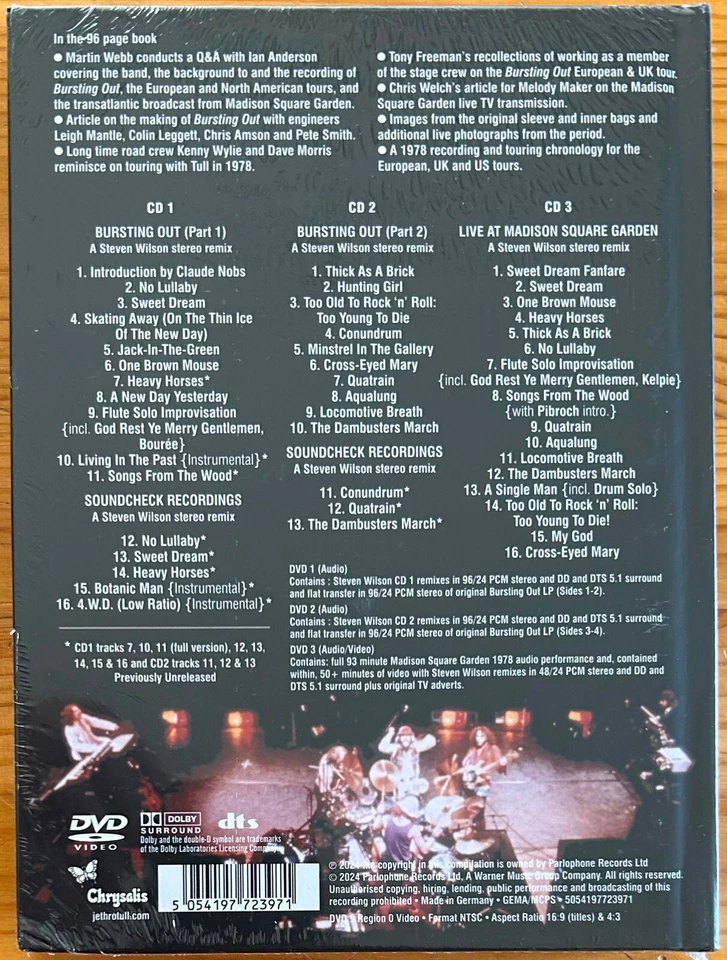 In the 96 page book
● Martin Webb conducts a Q&A with Ian Anderson
covering the band, the background to and the recording of
Bursting Out, the European and North American tours, and
the transatlantic broadcast from Madison Square Garden.
● Article on the making of Bursting Out with engineers
Leigh Mantle, Colin Leggett, Chris Amson and Pete Smith.
● Long time road crew Kenny Wylie and Dave Morris
reminisce on touring with Tull in 1978.
● Tony Freeman's recollections of working as a member
of the stage crew on the Bursting Out European & UK tour.
● Chris Welch's article for Melody Maker on the Madison
Square Garden live TV transmission.
● Images from the original sleeve and inner bags and
additional live photographs from the period.
● A 1978 recording and touring chronology for the
European, UK and US tours.
CD 1
BURSTING OUT (Part 1)
A Steven Wilson stereo remix
1. Introduction by Claude Nobs
2. No Lullaby
3. Sweet Dream
4. Skating Away (On The Thin Ice
Of The New Day)
5. Jack-In-The-Green
6. One Brown Mouse
7. Heavy Horses*
8. A New Day Yesterday
9. Flute Solo Improvisation
{incl. God Rest Ye Merry Gentlemen,
Bourée}
10. Living In The Past {Instrumental}*
11. Songs From The Wood*
SOUNDCHECK RECORDINGS
A Steven Wilson stereo remix
12. No Lullaby*
13. Sweet Dream*
14. Heavy Horses*
15. Botanic Man {Instrumental}*
16. 4.W.D. (Low Ratio) {Instrumental}*
* CD1 tracks 7, 10, 11 (full version), 12, 13,
14, 15 & 16 and CD2 tracks 11, 12 & 13
Previously Unreleased
CD 2
BURSTING OUT (Part 2)
A Steven Wilson stereo remix
1. Thick As A Brick
2. Hunting Girl
3. Too Old To Rock 'n' Roll:
Too Young To Die
4. Conundrum
5. Minstrel In The Gallery
6. Cross-Eyed Mary
7. Quatrain
8. Aqualung
9. Locomotive Breath
10. The Dambusters March
SOUNDCHECK RECORDINGS
A Steven Wilson stereo remix
11. Conundrum*
12. Quatrain*
13. The Dambusters March*
CD 3
LIVE AT MADISON SQUARE GARDEN
A Steven Wilson stereo remix
1. Sweet Dream Fanfare
2. Sweet Dream
3. One Brown Mouse
4. Heavy Horses
5. Thick As A Brick
6. No Lullaby
7. Flute Solo Improvisation
{incl. God Rest Ye Merry Gentlemen, Kelpie}
8. Songs From The Wood
{with Pibroch intro.}
9. Quatrain
10. Aqualung
11. Locomotive Breath
12. The Dambusters March
13. A Single Man {incl. Drum Solo}
14. Too Old To Rock 'n' Roll:
Too Young To Die!
15. My God
16. Cross-Eyed Mary
DVD 1 (Audio)
Contains : Steven Wilson CD 1 remixes in 96/24 PCM stereo and DD and DTS 5.1 surround
and flat transfer in 96/24 PCM stereo of original Bursting Out LP (Sides 1-2).
DVD 2 (Audio)
Contains : Steven Wilson CD 2 remixes in 96/24 PCM stereo and DD and DTS 5.1 surround
and flat transfer in 96/24 PCM stereo of original Bursting Out LP (Sides 3-4).
DVD 3 (Audio/Video)
Contains: full 93 minute Madison Square Garden 1978 audio performance and, contained
within, 50+ minutes of video with Steven Wilson remixes in 48/24 PCM stereo and DD and
DTS 5.1 surround plus original TV adverts.
DVD
VIDEO
DOLBY
SURROUND
dts
Dolby and the double-D symbol are trademarks
of the Dolby Laboratories Licensing Company
Chrysalis
jethrotull.com
5 054197 723971
℗ 2024 the copyright in this compilation is owned by Parlophone Records Ltd
© 2024 Parlophone Records Ltd, A Warner Music Group Company. All rights reserved.
Unauthorised copying, hiring, lending, public performance and broadcasting of this
recording prohibited • Made in Germany • GEMA/MCPS • 5054197723971
DVD 9 Region 0 Video • Format NTSC • Aspect Ratio 16:9 (titles) & 4:3